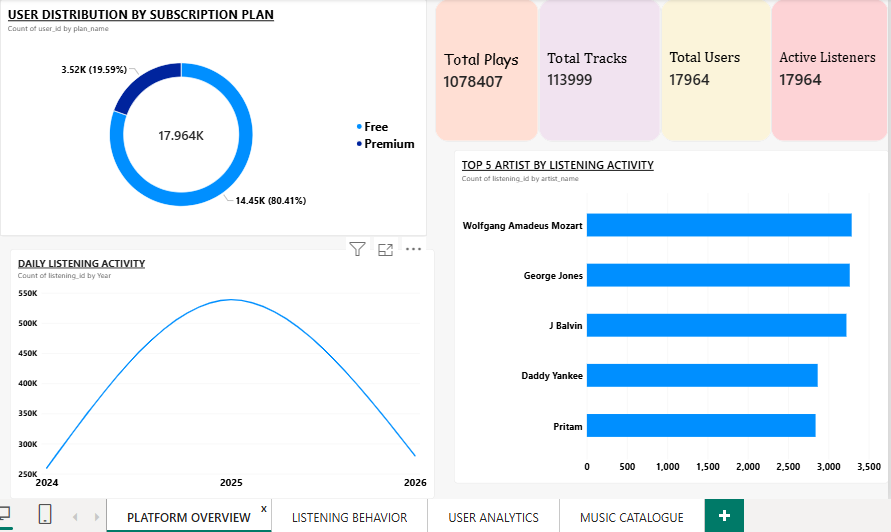 USER DISTRIBUTION BY SUBSCRIPTION PLAN
Count of user_id by plan_name
3.52K (19.59%)
17.964K
14.45K (80.41%)
Free
Premium
Total Plays
1078407
Total Tracks
113999
Total Users
17964
Active Listeners
17964
TOP 5 ARTIST BY LISTENING ACTIVITY
Count of listening_id by artist_name
Wolfgang Amadeus Mozart
George Jones
J Balvin
Daddy Yankee
Pritam
0 500 1,000 1,500 2,000 2,500 3,000 3,500
DAILY LISTENING ACTIVITY
Count of listening_id by Year
550K
500K
450K
400K
350K
300K
250K
2024 2025 2026
PLATFORM OVERVIEW x LISTENING BEHAVIOR USER ANALYTICS MUSIC CATALOGUE +